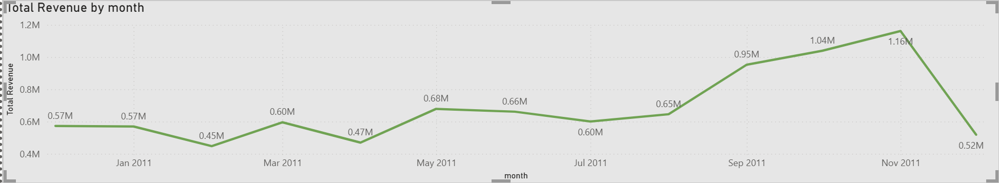 Total Revenue by month
1.2M
1.0M
0.8M
0.6M
0.4M
Total Revenue
0.57M
0.57M
0.45M
0.60M
0.47M
0.68M
0.66M
0.60M
0.65M
0.95M
1.04M
1.16M
0.52M
Jan 2011
Mar 2011
May 2011
Jul 2011
Sep 2011
Nov 2011
month